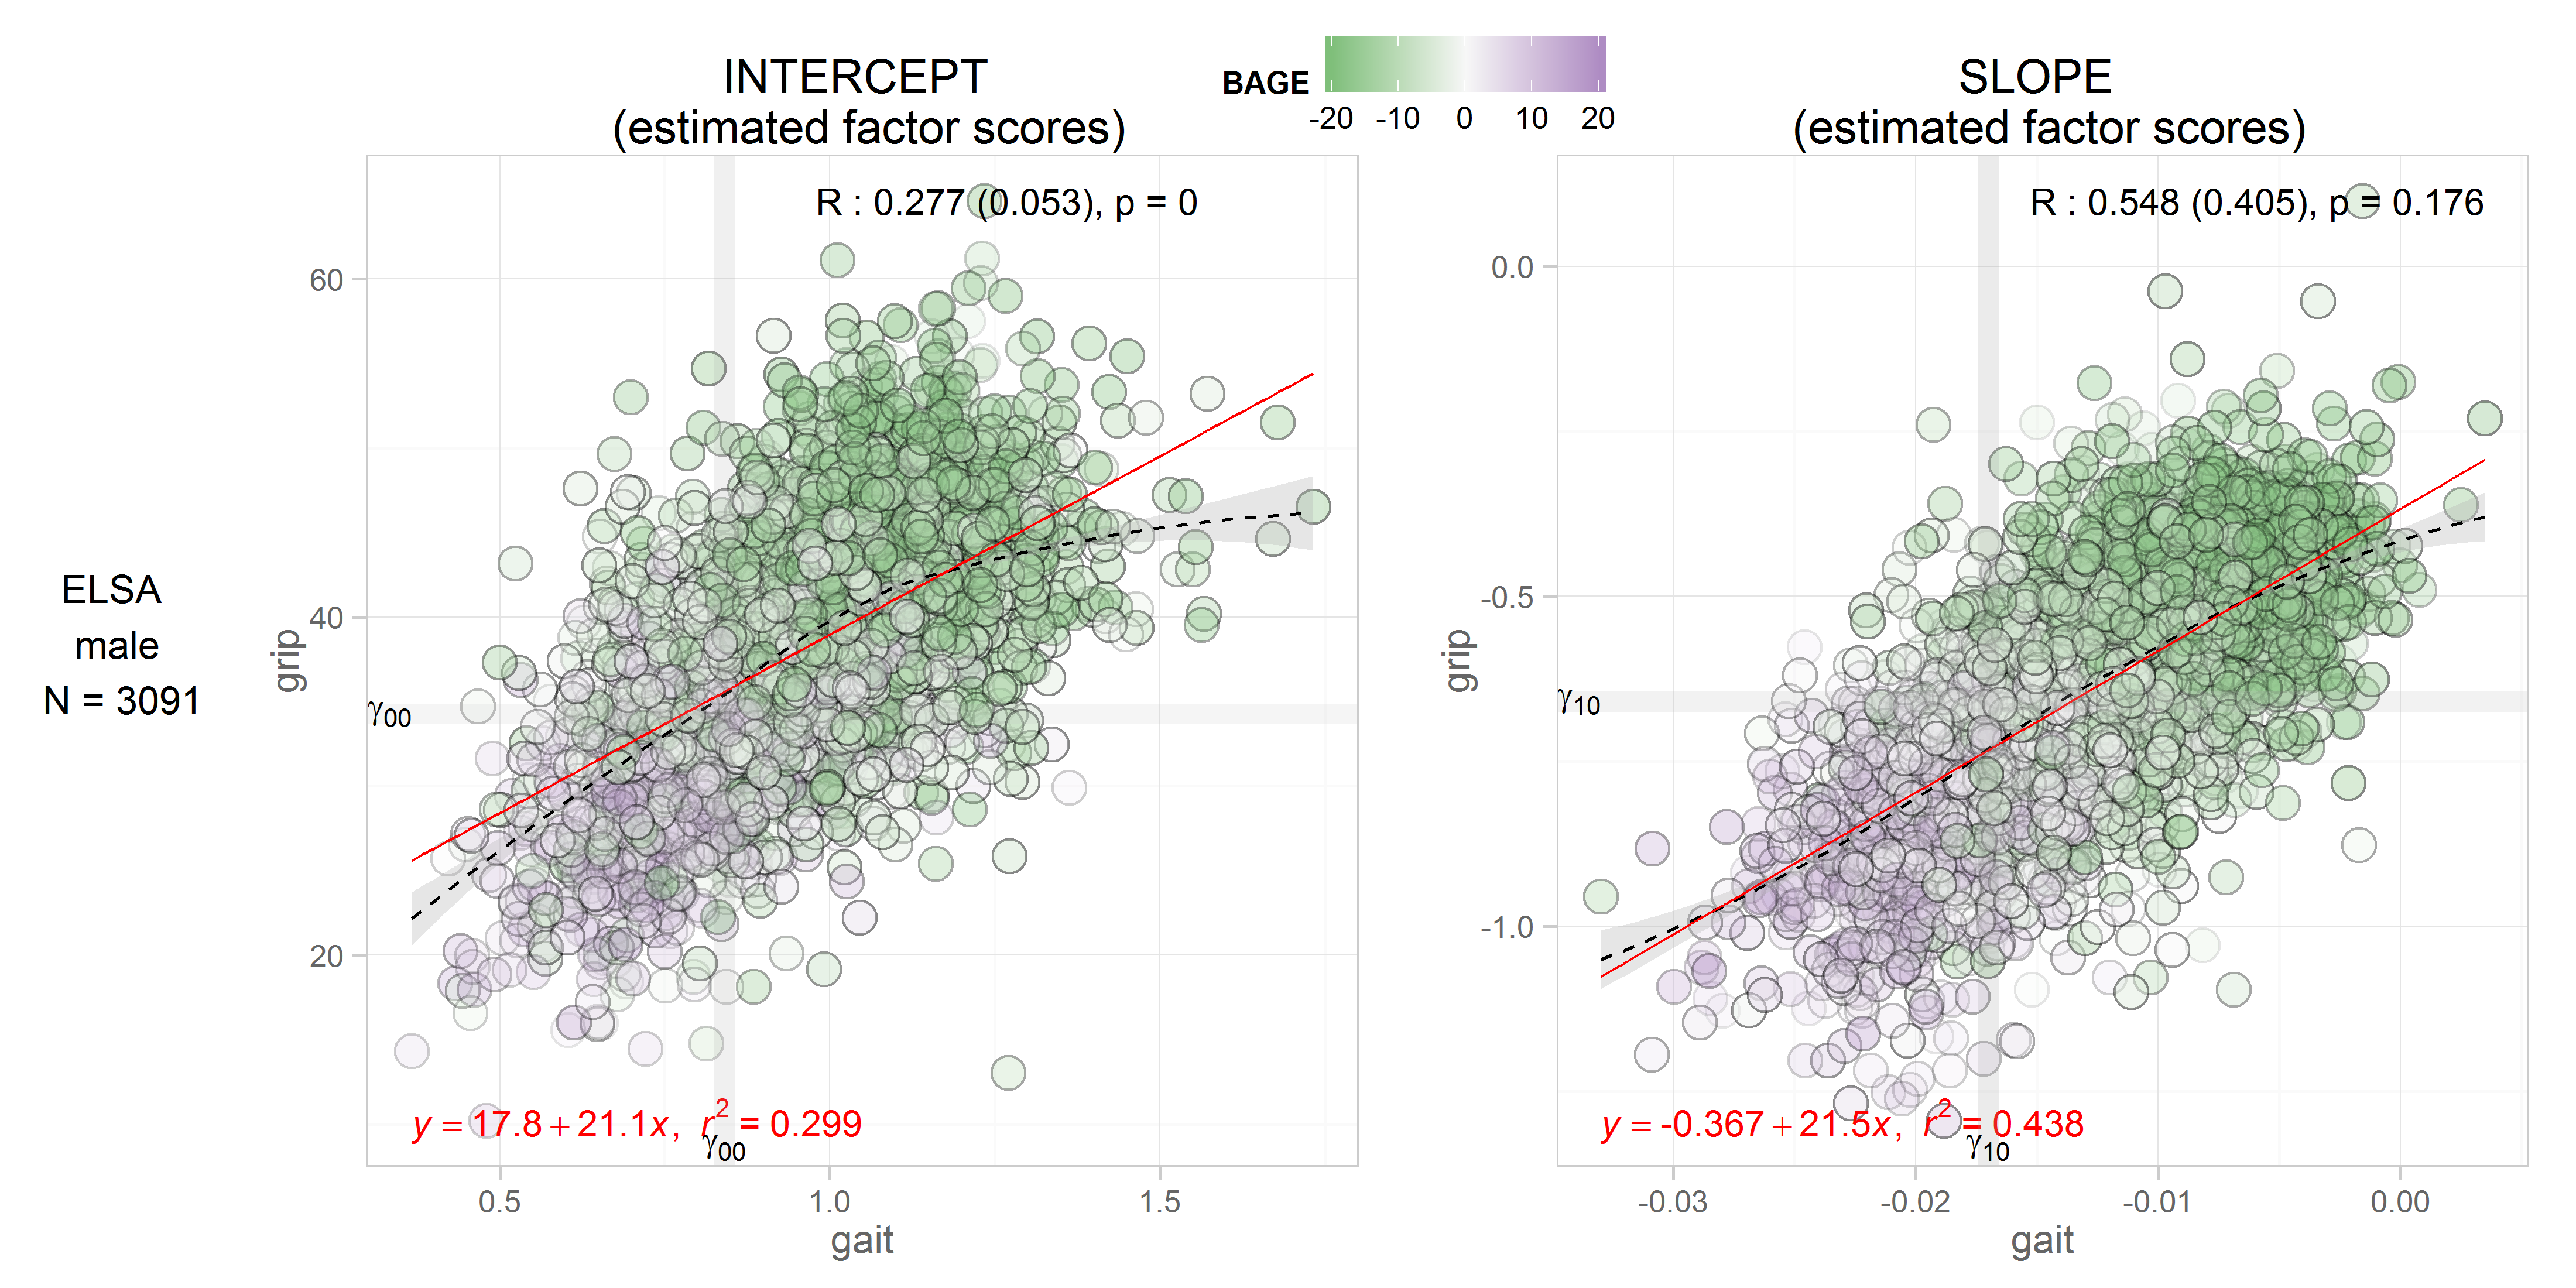 INTERCEPT
(estimated factor scores)
BAGE
-20 -10 0 10 20
SLOPE
(estimated factor scores)
ELSA
male
N = 3091
R : 0.277 (0.053), p = 0
60
40
20
grip
γ00
y = 17.8 + 21.1x, r² = 0.299
γ00
0.5 1.0 1.5
gait
R : 0.548 (0.405), p = 0.176
0.0
-0.5
-1.0
grip
γ10
y = -0.367 + 21.5x, r² = 0.438
γ10
-0.03 -0.02 -0.01 0.00
gait